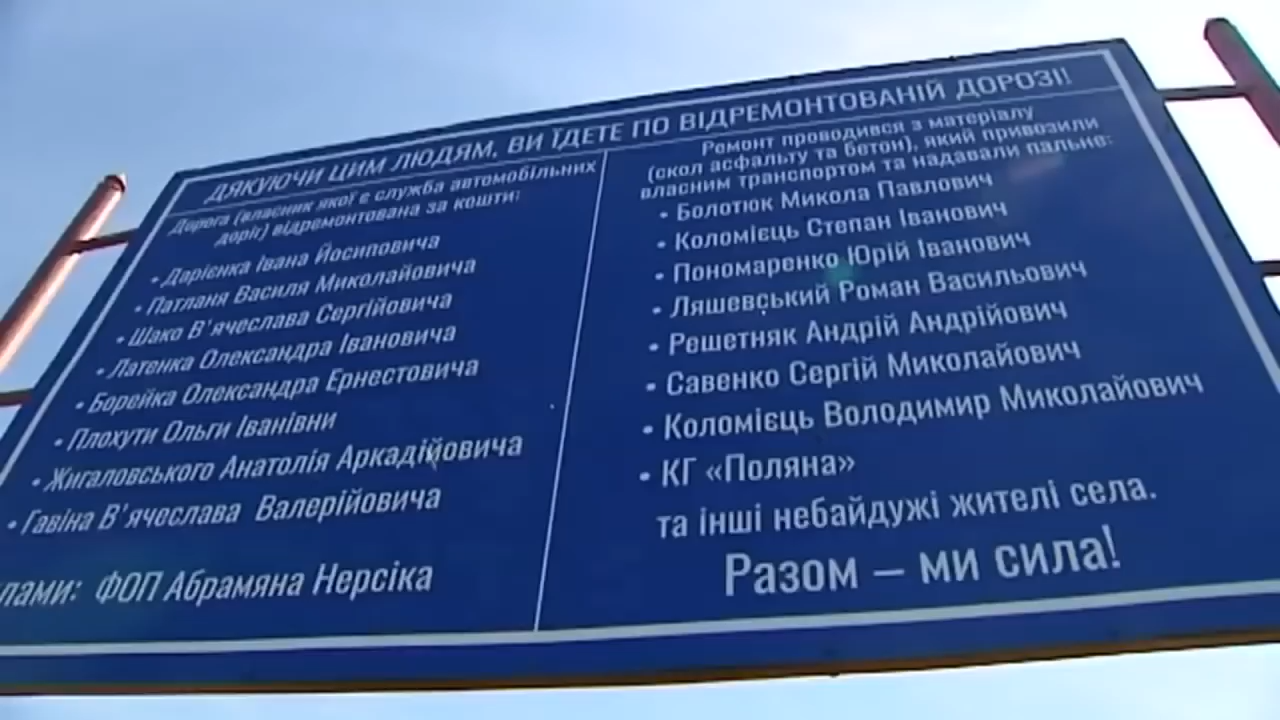 ДЯКУЮЧИ ЦИМ ЛЮДЯМ, ВИ ЇДЕТЕ ПО ВІДРЕМОНТОВАНІЙ ДОРОЗІ!
Дорога (власник якої є служба автомобільних
доріг) відремонтована за кошти:
• Дарієнка Івана Йосиповича
• Патланя Василя Миколайовича
• Шако В'ячеслава Сергійовича
• Латенка Олександра Івановича
• Борейка Олександра Ернестовича
• Плохути Ольги Іванівни
• Жигаловського Анатолія Аркадійовича
• Гавіна В'ячеслава Валерійовича
ФОП Абрамяна Нерсіка
Ремонт проводився з матеріалу
(скол асфальту та бетон), який привозили
власним транспортом та надавали пальне:
• Болотюк Микола Павлович
• Коломієць Степан Іванович
• Пономаренко Юрій Іванович
• Ляшевський Роман Васильович
• Решетняк Андрій Андрійович
• Савенко Сергій Миколайович
• Коломієць Володимир Миколайович
• КГ «Поляна»
та інші небайдужі жителі села.
Разом – ми сила!